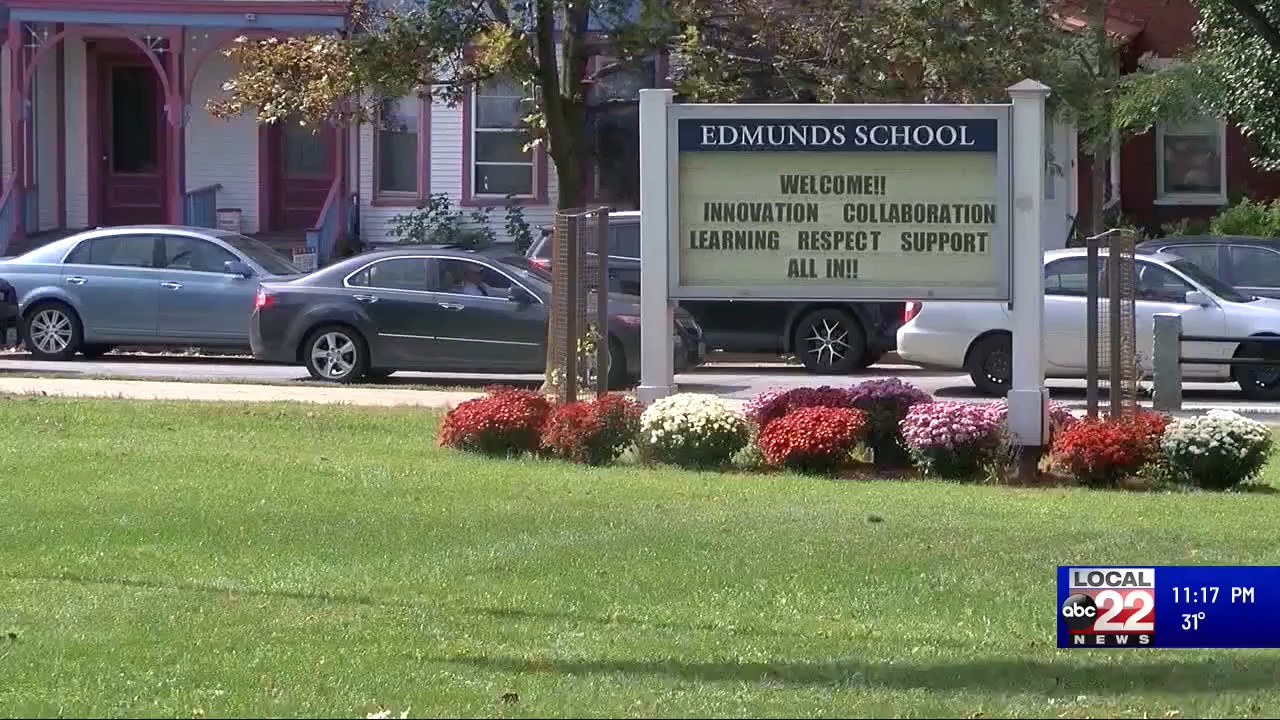 EDMUNDS SCHOOL
WELCOME!!
INNOVATION COLLABORATION
LEARNING RESPECT SUPPORT
ALL IN!!
LOCAL
abc 22
NEWS
11:17 PM
31°